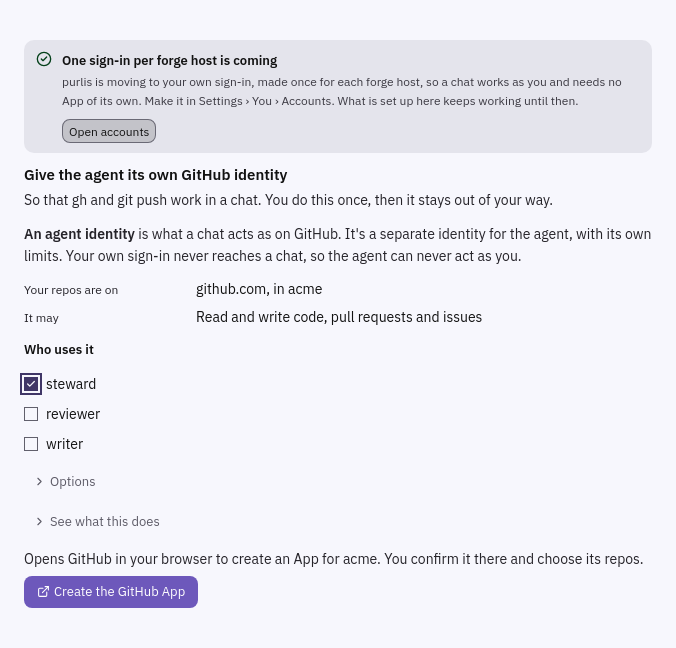 One sign-in per forge host is coming
purlis is moving to your own sign-in, made once for each forge host, so a chat works as you and needs no
App of its own. Make it in Settings › You › Accounts. What is set up here keeps working until then.
Open accounts
Give the agent its own GitHub identity
So that gh and git push work in a chat. You do this once, then it stays out of your way.
An agent identity is what a chat acts as on GitHub. It's a separate identity for the agent, with its own
limits. Your own sign-in never reaches a chat, so the agent can never act as you.
Your repos are on github.com, in acme
It may Read and write code, pull requests and issues
Who uses it
steward
reviewer
writer
Options
See what this does
Opens GitHub in your browser to create an App for acme. You confirm it there and choose its repos.
Create the GitHub App